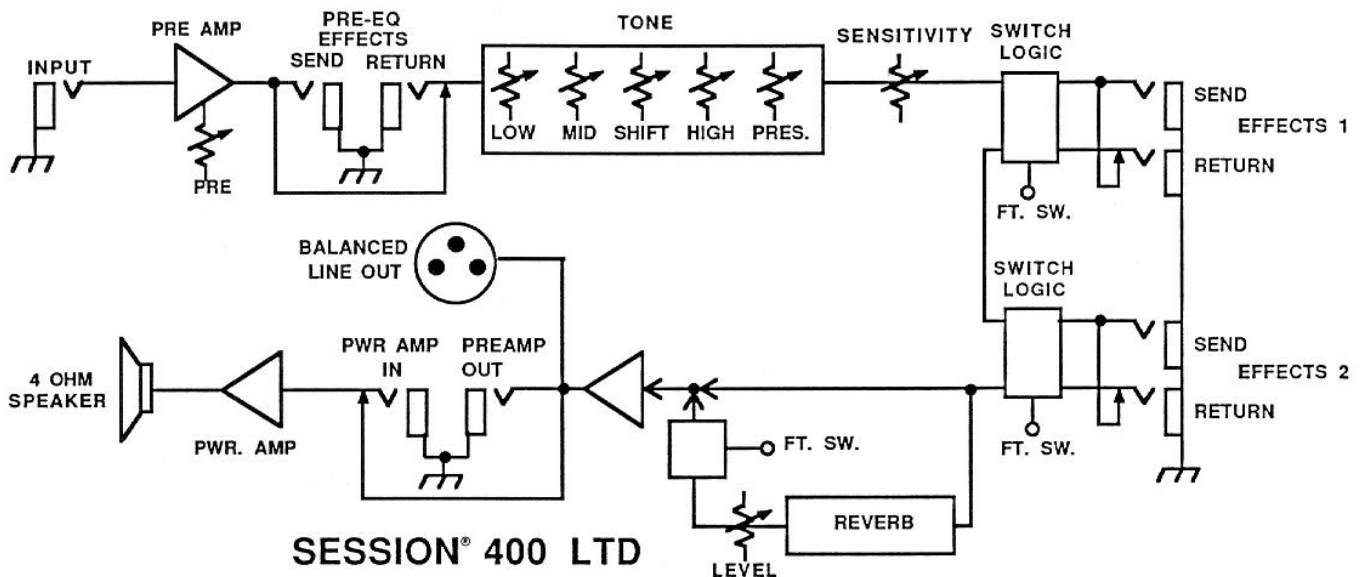 INPUT
PRE AMP
PRE
PRE-EQ
EFFECTS
SEND
RETURN
TONE
LOW
MID
SHIFT
HIGH
PRES.
SENSITIVITY
SWITCH
LOGIC
FT. SW.
SEND
EFFECTS 1
RETURN
SWITCH
LOGIC
FT. SW.
SEND
EFFECTS 2
RETURN
BALANCED
LINE OUT
4 OHM
SPEAKER
PWR. AMP
PWR AMP
IN
PREAMP
OUT
FT. SW.
REVERB
LEVEL
SESSION® 400 LTD